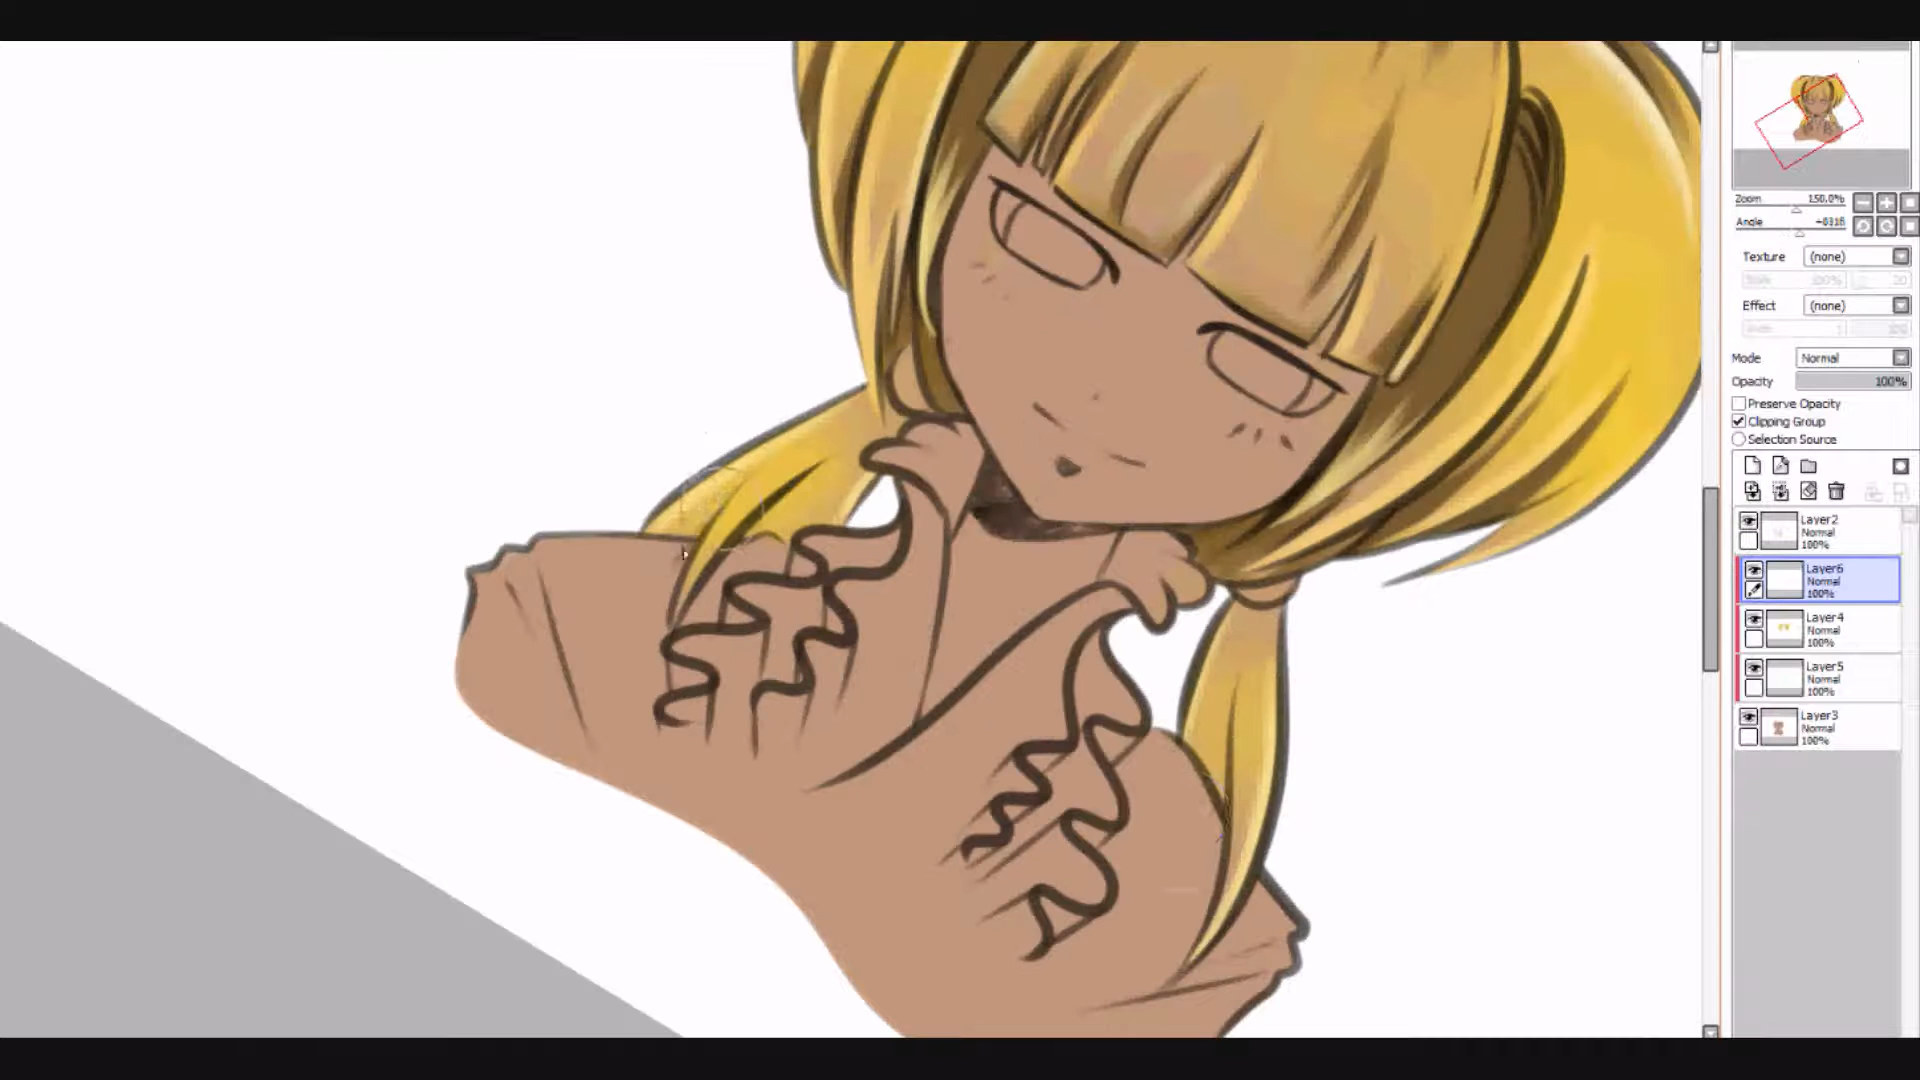 Zoom 150.0%
Angle
Texture (none)
Effect (none)
Mode Normal
Opacity 100%
Preserve Opacity
Clipping Group
Selection Source
Layer2
Normal
100%
Layer6
Normal
100%
Layer4
Normal
100%
Layer5
Normal
100%
Layer3
Normal
100%